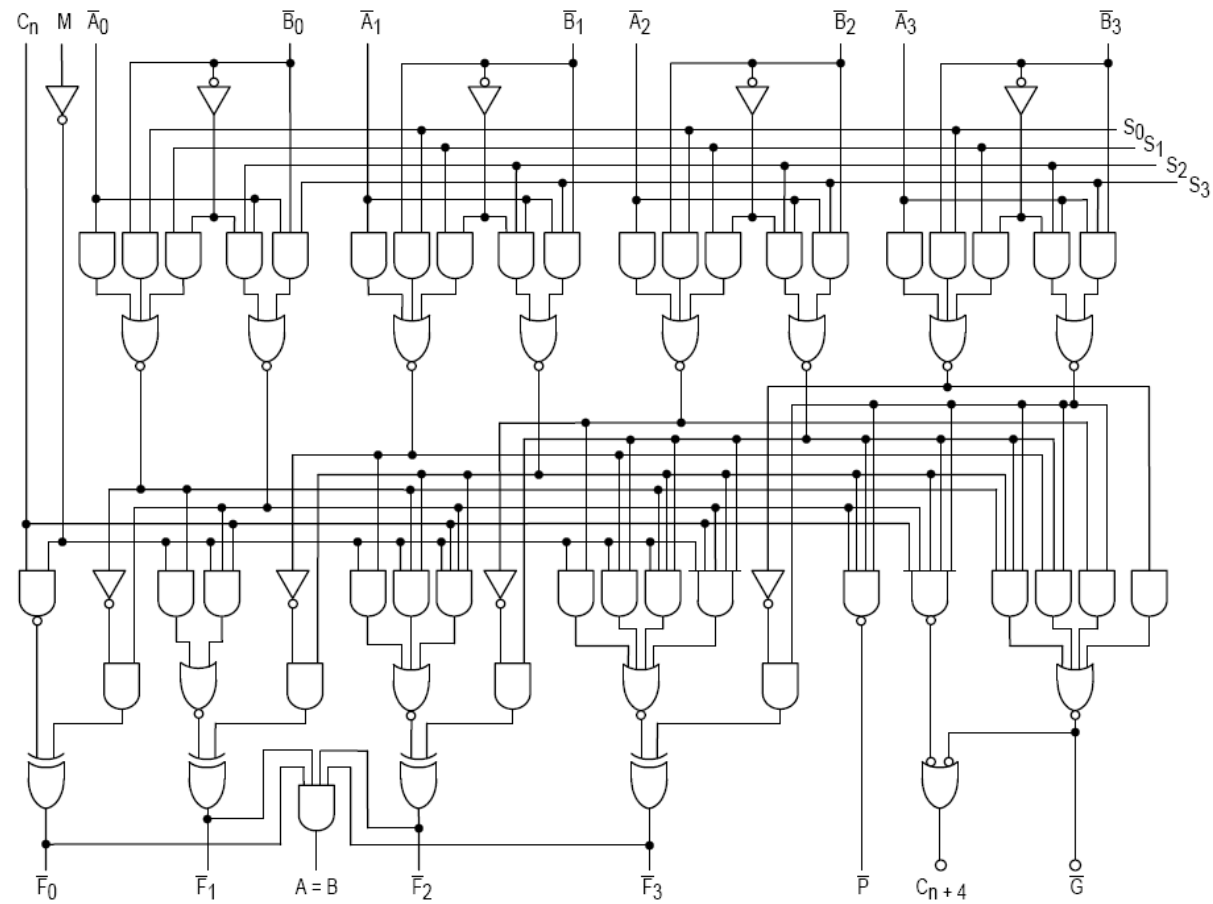 Cn M A̅0 B̅0 A̅1 B̅1 A̅2 B̅2 A̅3 B̅3
S0
S1
S2
S3
F̅0 F̅1 A = B F̅2 F̅3 P̅ Cn + 4 G̅